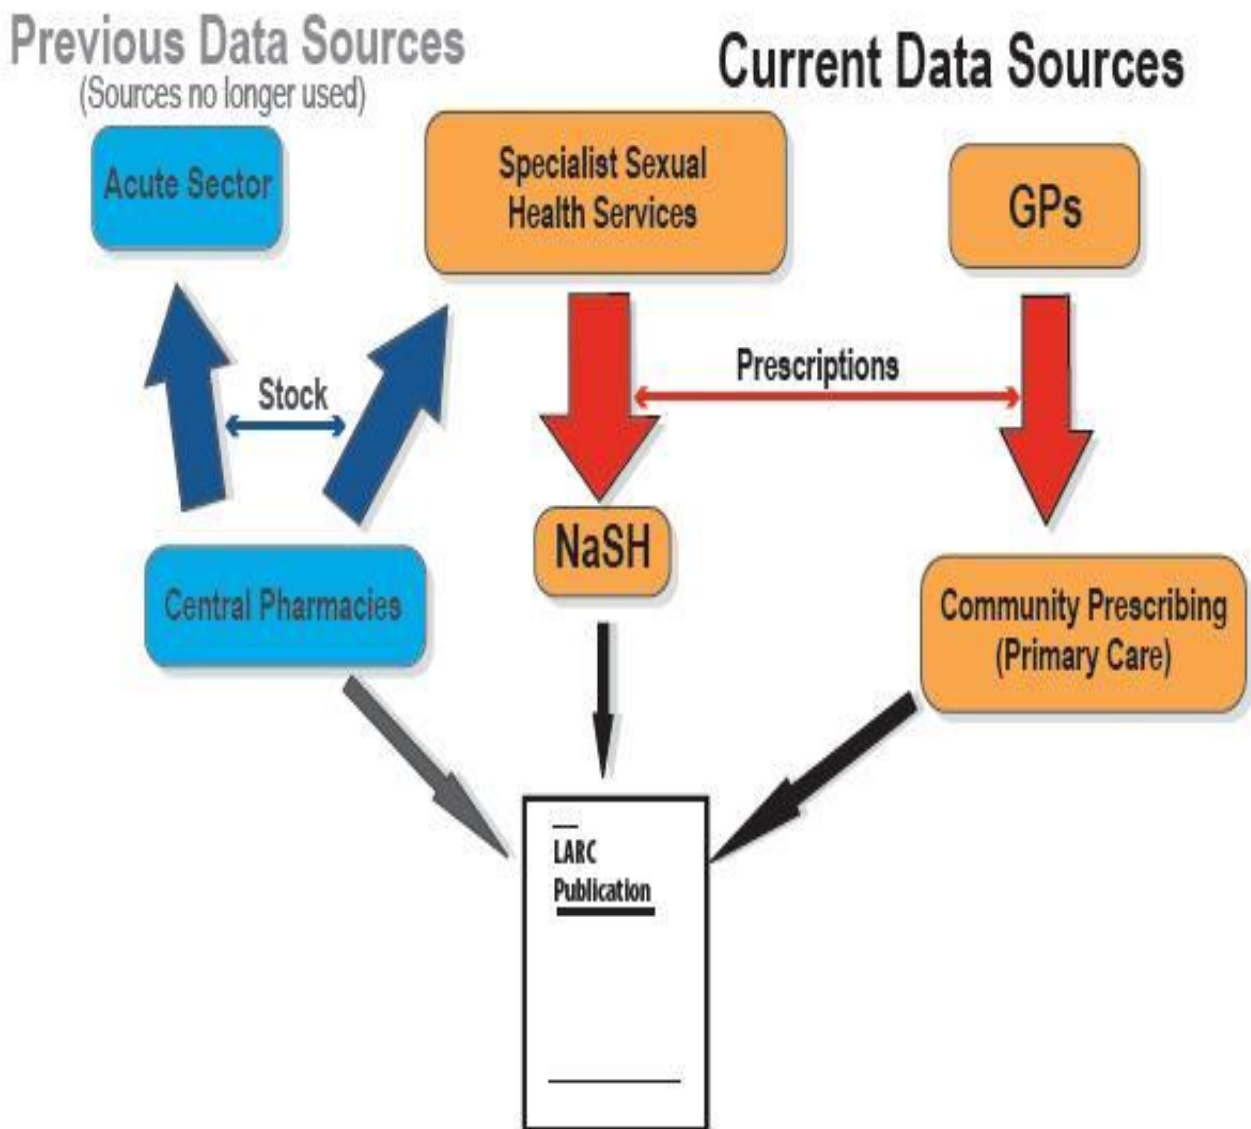 Previous Data Sources
(Sources no longer used)
Current Data Sources
Acute Sector
Specialist Sexual
Health Services
GPs
Stock
Prescriptions
Central Pharmacies
NaSH
Community Prescribing
(Primary Care)
LARC
Publication